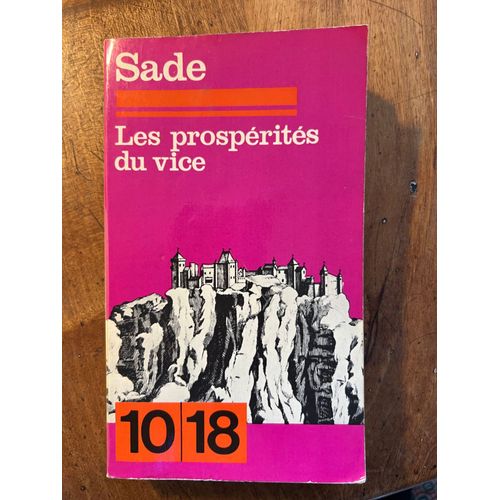 Sade
Les prospérités
du vice
10 18